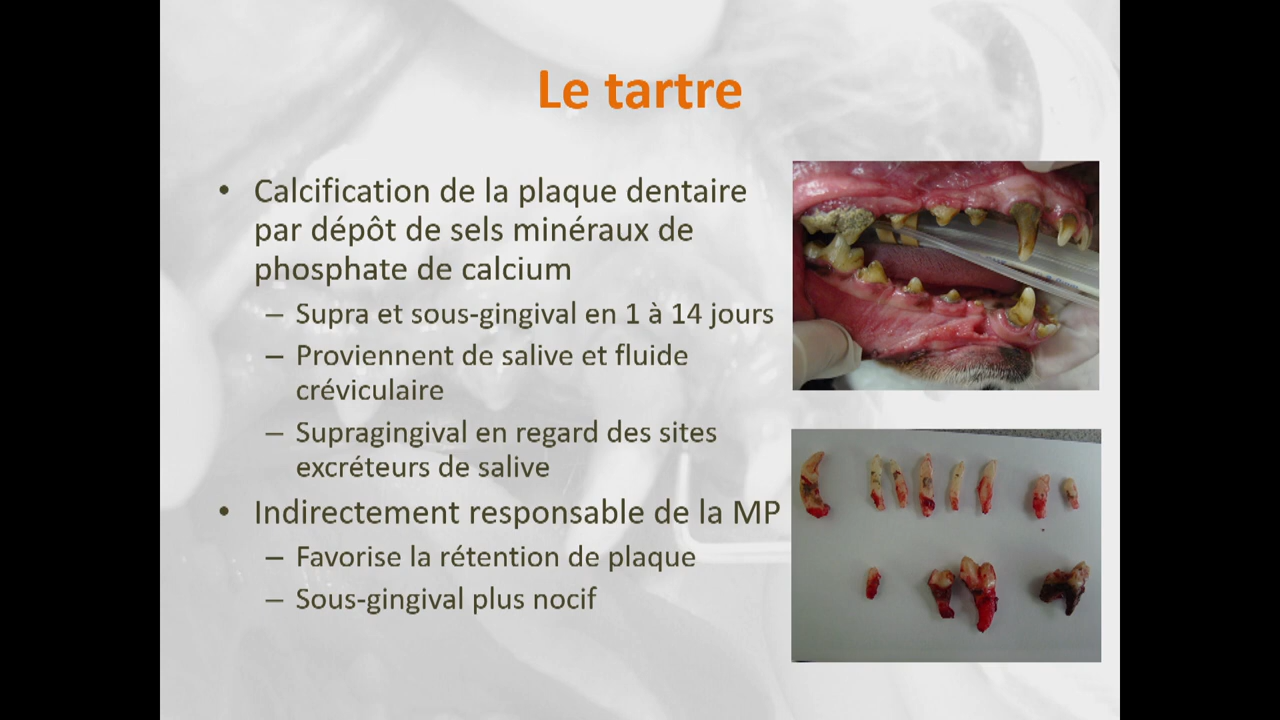 Le tartre
• Calcification de la plaque dentaire
par dépôt de sels minéraux de
phosphate de calcium
– Supra et sous-gingival en 1 à 14 jours
– Proviennent de salive et fluide
créviculaire
– Supragingival en regard des sites
excréteurs de salive
• Indirectement responsable de la MP
– Favorise la rétention de plaque
– Sous-gingival plus nocif